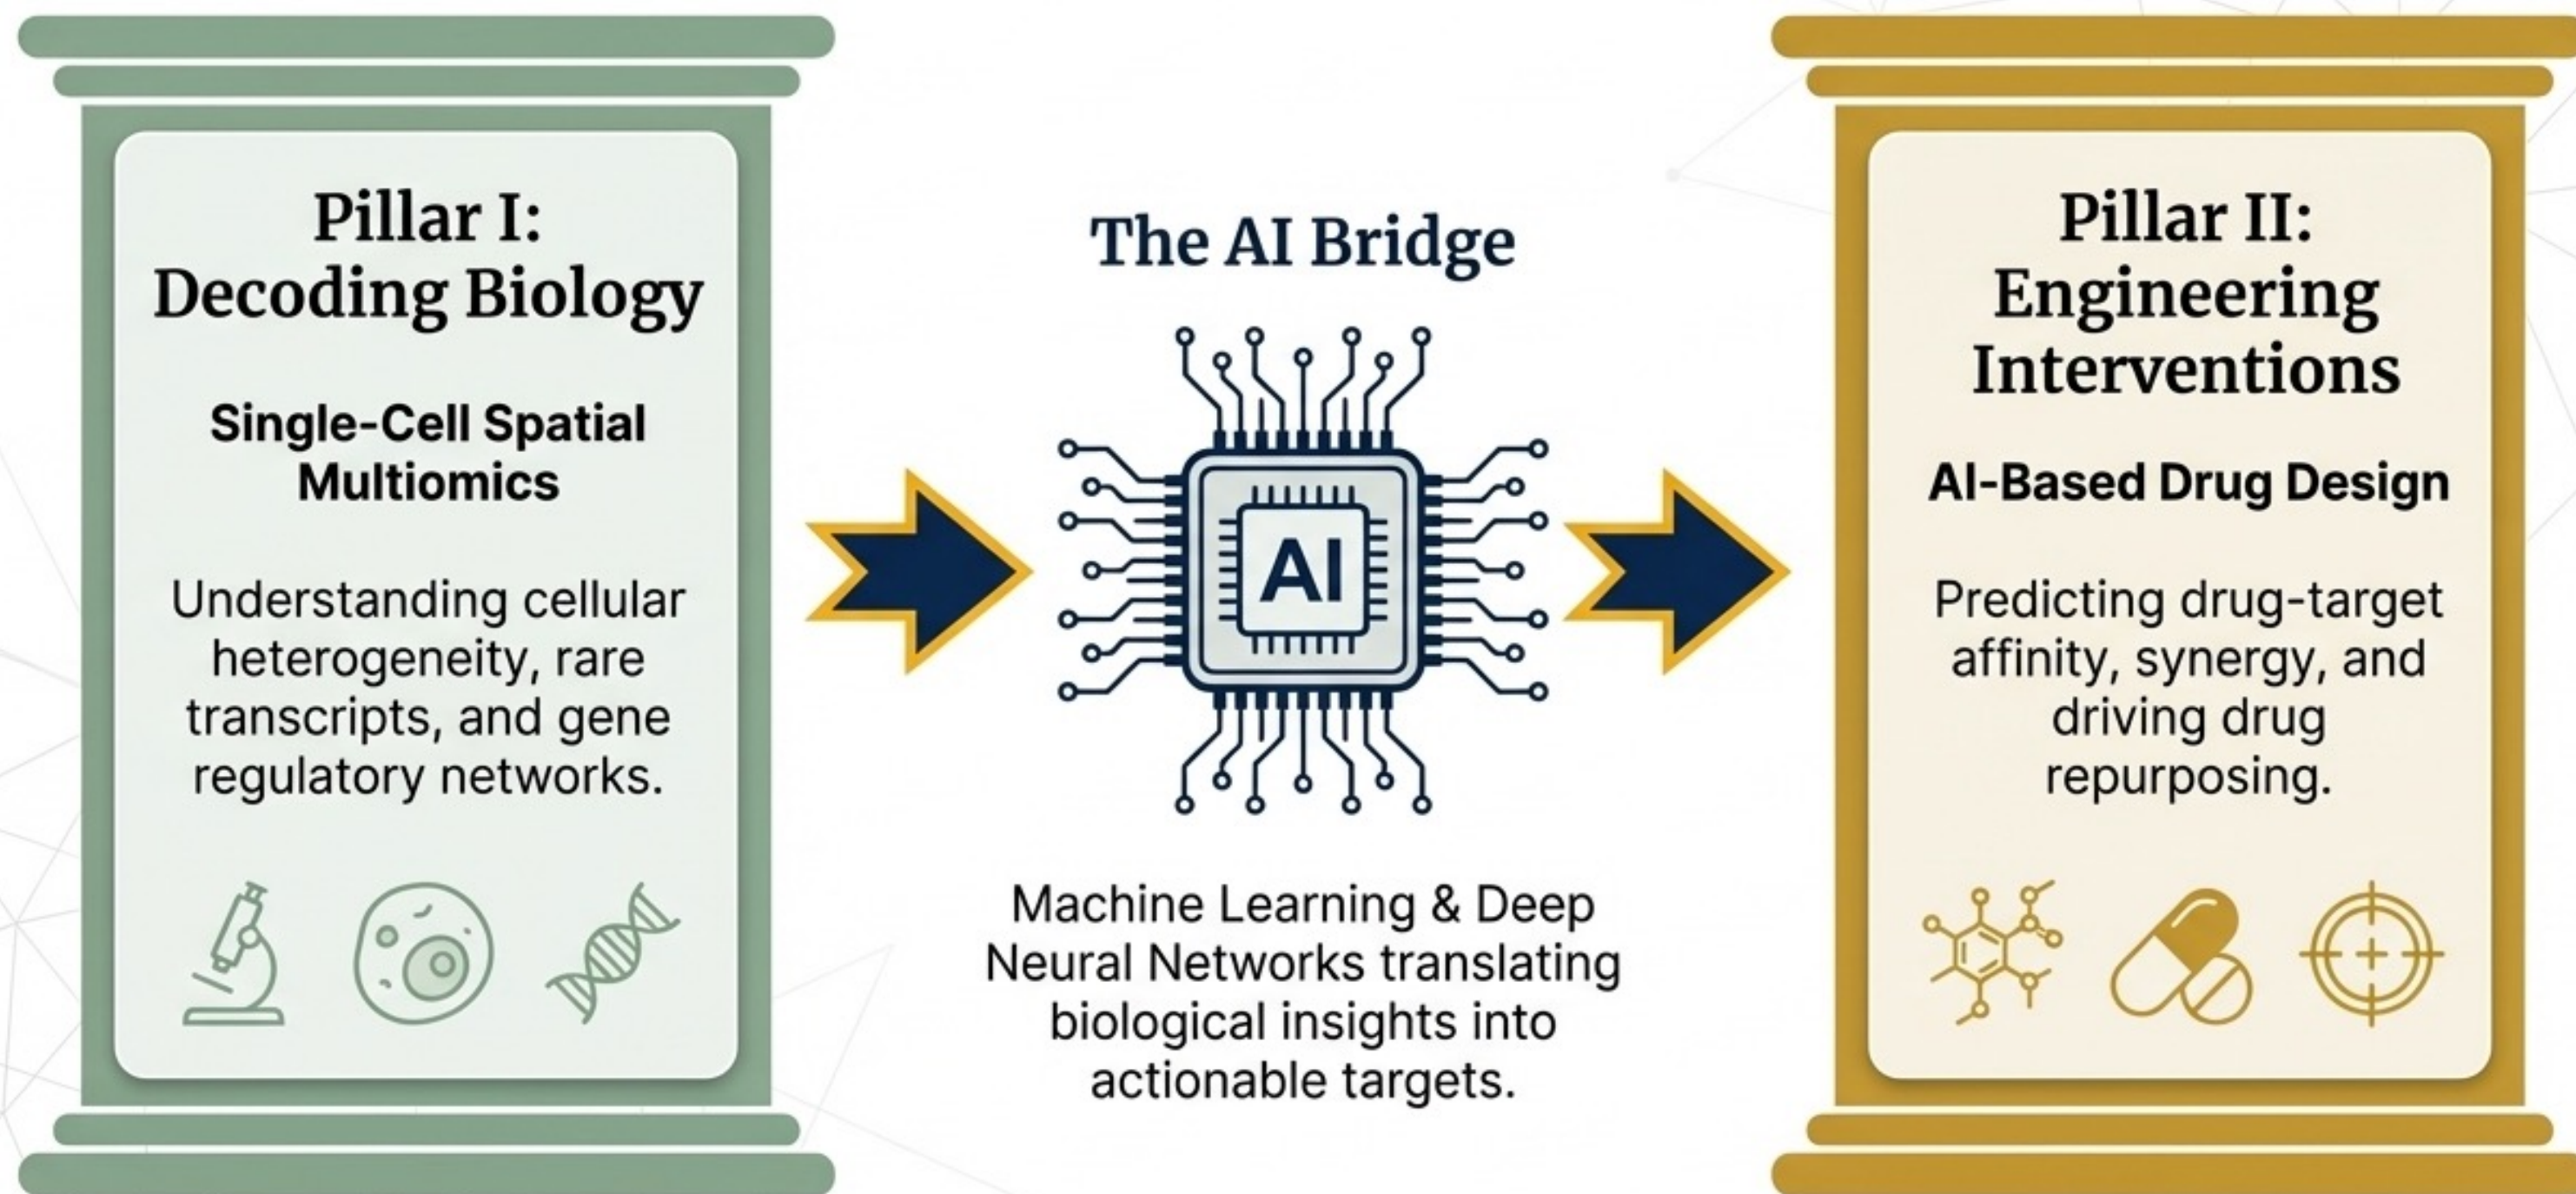 Pillar I:
Decoding Biology
Single-Cell Spatial
Multiomics
Understanding cellular
heterogeneity, rare
transcripts, and gene
regulatory networks.
The AI Bridge
AI
Machine Learning & Deep
Neural Networks translating
biological insights into
actionable targets.
Pillar II:
Engineering
Interventions
AI-Based Drug Design
Predicting drug-target
affinity, synergy, and
driving drug
repurposing.